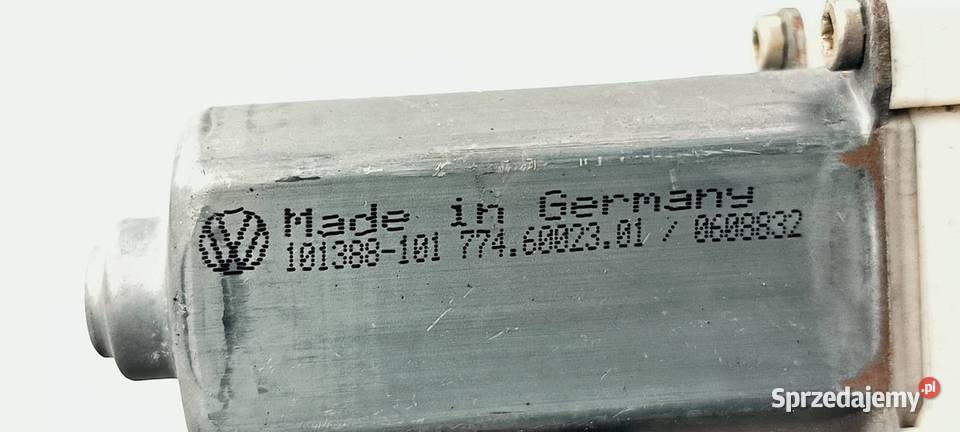 Made in Germany
101388-101 774.60023.01 / 0608832
Sprzedajemy.pl